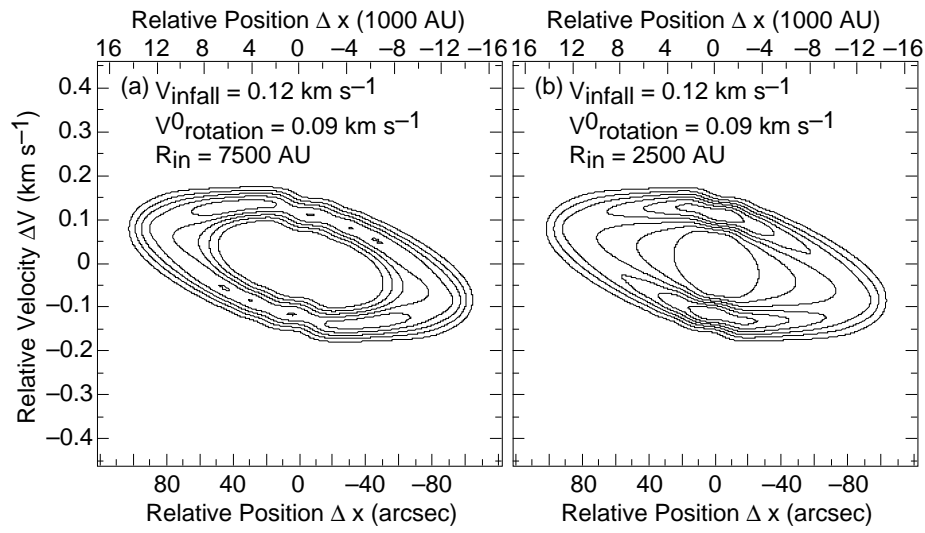 Relative Position Δ x (1000 AU) Relative Position Δ x (1000 AU)
16 12 8 4 0 −4 −8 −12 −16 16 12 8 4 0 −4 −8 −12 −16
(a) Vinfall = 0.12 km s−1
V0rotation = 0.09 km s−1
Rin = 7500 AU
(b) Vinfall = 0.12 km s−1
V0rotation = 0.09 km s−1
Rin = 2500 AU
Relative Velocity ΔV (km s−1)
0.4
0.3
0.2
0.1
0
−0.1
−0.2
−0.3
−0.4
80 40 0 −40 −80 80 40 0 −40 −80
Relative Position Δ x (arcsec) Relative Position Δ x (arcsec)